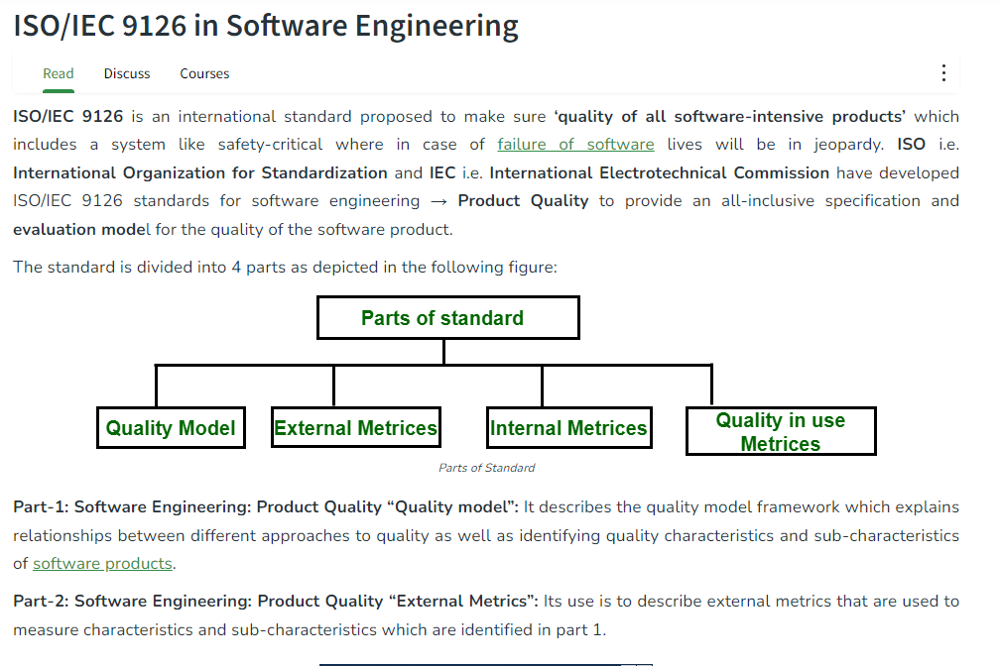 ISO/IEC 9126 in Software Engineering
Read Discuss Courses
ISO/IEC 9126 is an international standard proposed to make sure ‘quality of all software-intensive products’ which
includes a system like safety-critical where in case of failure of software lives will be in jeopardy. ISO i.e.
International Organization for Standardization and IEC i.e. International Electrotechnical Commission have developed
ISO/IEC 9126 standards for software engineering → Product Quality to provide an all-inclusive specification and
evaluation model for the quality of the software product.
The standard is divided into 4 parts as depicted in the following figure:
Parts of standard
Quality Model
External Metrices
Internal Metrices
Quality in use
Metrices
Parts of Standard
Part-1: Software Engineering: Product Quality “Quality model”: It describes the quality model framework which explains
relationships between different approaches to quality as well as identifying quality characteristics and sub-characteristics
of software products.
Part-2: Software Engineering: Product Quality “External Metrics”: Its use is to describe external metrics that are used to
measure characteristics and sub-characteristics which are identified in part 1.